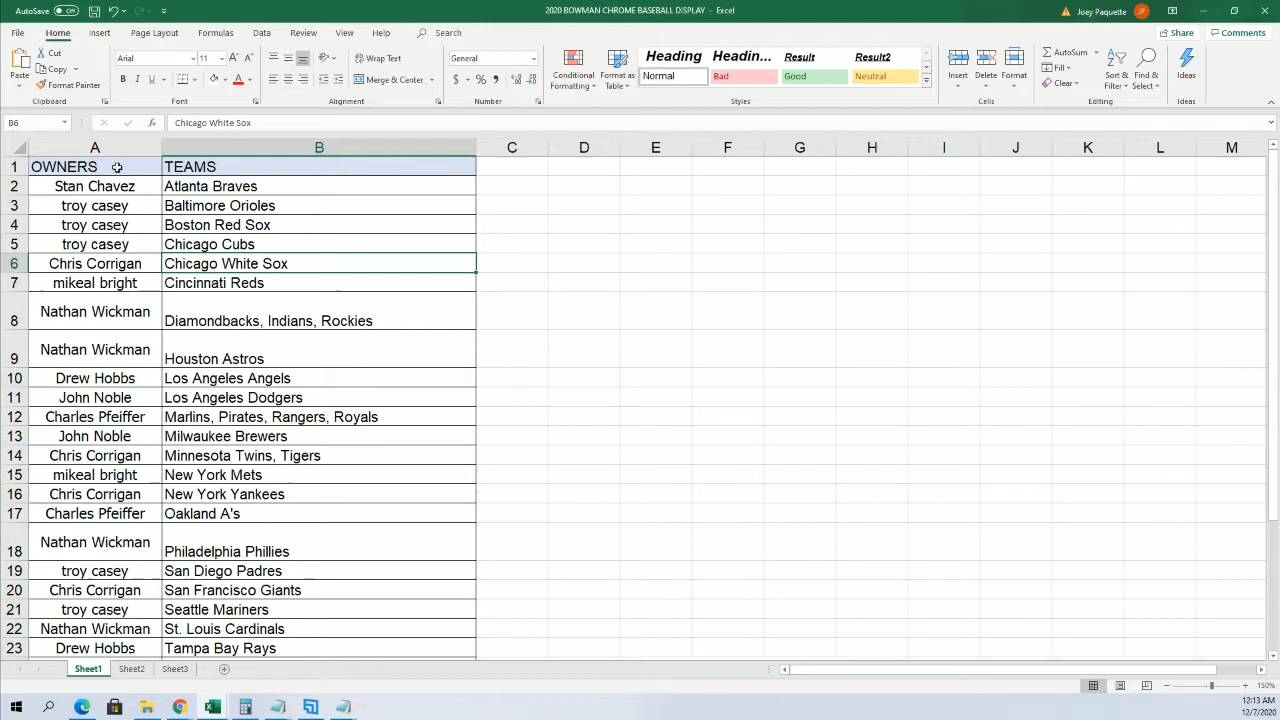 AutoSave Off 2020 BOWMAN CHROME BASEBALL DISPLAY - Excel Joey Paquette JP
File Home Insert Page Layout Formulas Data Review View Help Search Share Comments
Paste Cut Copy Format Painter Clipboard
Arial 11 B I U A Font
Wrap Text Merge & Center Alignment
General $ % Number
Conditional Formatting Format as Table
Heading Headin... Result Result2
Normal Bad Good Neutral Styles
Insert Delete Format Cells
AutoSum Fill Clear Sort & Filter Find & Select Editing
Ideas Ideas
B6 fx Chicago White Sox
A B C D E F G H I J K L M
1 OWNERS TEAMS
2 Stan Chavez Atlanta Braves
3 troy casey Baltimore Orioles
4 troy casey Boston Red Sox
5 troy casey Chicago Cubs
6 Chris Corrigan Chicago White Sox
7 mikeal bright Cincinnati Reds
8 Nathan Wickman Diamondbacks, Indians, Rockies
9 Nathan Wickman Houston Astros
10 Drew Hobbs Los Angeles Angels
11 John Noble Los Angeles Dodgers
12 Charles Pfeiffer Marlins, Pirates, Rangers, Royals
13 John Noble Milwaukee Brewers
14 Chris Corrigan Minnesota Twins, Tigers
15 mikeal bright New York Mets
16 Chris Corrigan New York Yankees
17 Charles Pfeiffer Oakland A's
18 Nathan Wickman Philadelphia Phillies
19 troy casey San Diego Padres
20 Chris Corrigan San Francisco Giants
21 troy casey Seattle Mariners
22 Nathan Wickman St. Louis Cardinals
23 Drew Hobbs Tampa Bay Rays
Sheet1 Sheet2 Sheet3
150%
12:13 AM
12/7/2020